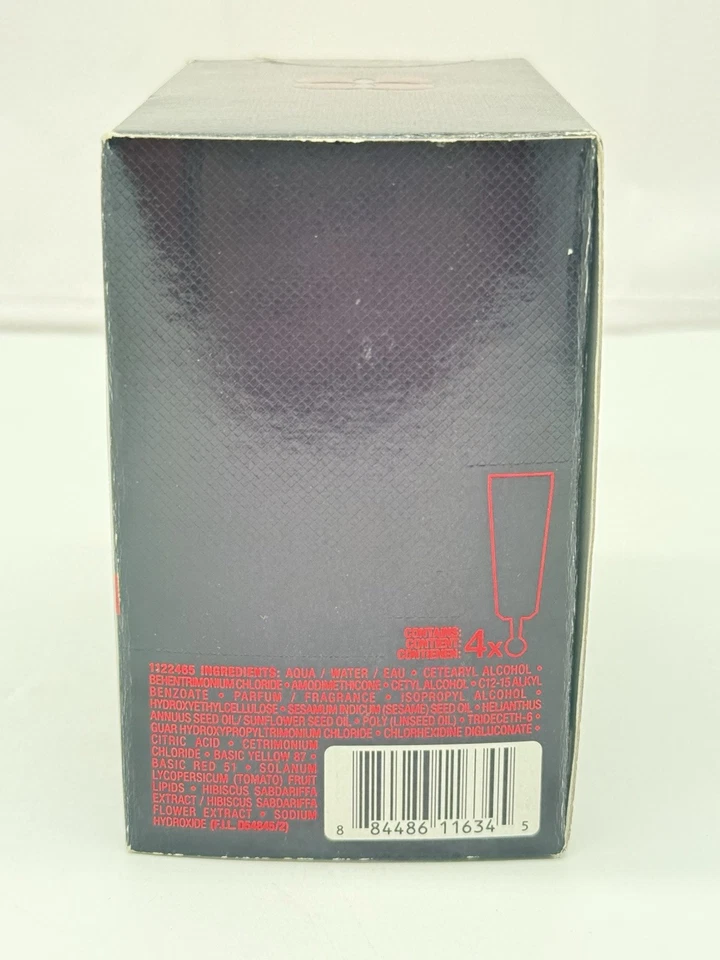 CONTAINS:
CONTIENT:
CONTIENE:
4x
1122465 INGREDIENTS: AQUA / WATER / EAU • CETEARYL ALCOHOL •
BEHENTRIMONIUM CHLORIDE • AMODIMETHICONE • CETYL ALCOHOL • C12-15 ALKYL
BENZOATE • PARFUM / FRAGRANCE • ISOPROPYL ALCOHOL •
HYDROXYETHYLCELLULOSE • SESAMUM INDICUM (SESAME) SEED OIL • HELIANTHUS
ANNUUS SEED OIL/ SUNFLOWER SEED OIL • POLY (LINSEED OIL) • TRIDECETH-6 •
GUAR HYDROXYPROPYLTRIMONIUM CHLORIDE • CHLORHEXIDINE DIGLUCONATE •
CITRIC ACID • CETRIMONIUM
CHLORIDE • BASIC YELLOW 87 •
BASIC RED 51 • SOLANUM
LYCOPERSICUM (TOMATO) FRUIT
LIPIDS • HIBISCUS SABDARIFFA
EXTRACT / HIBISCUS SABDARIFFA
FLOWER EXTRACT • SODIUM
HYDROXIDE (F.I.L. D54645/2)
8 84486 11634 5